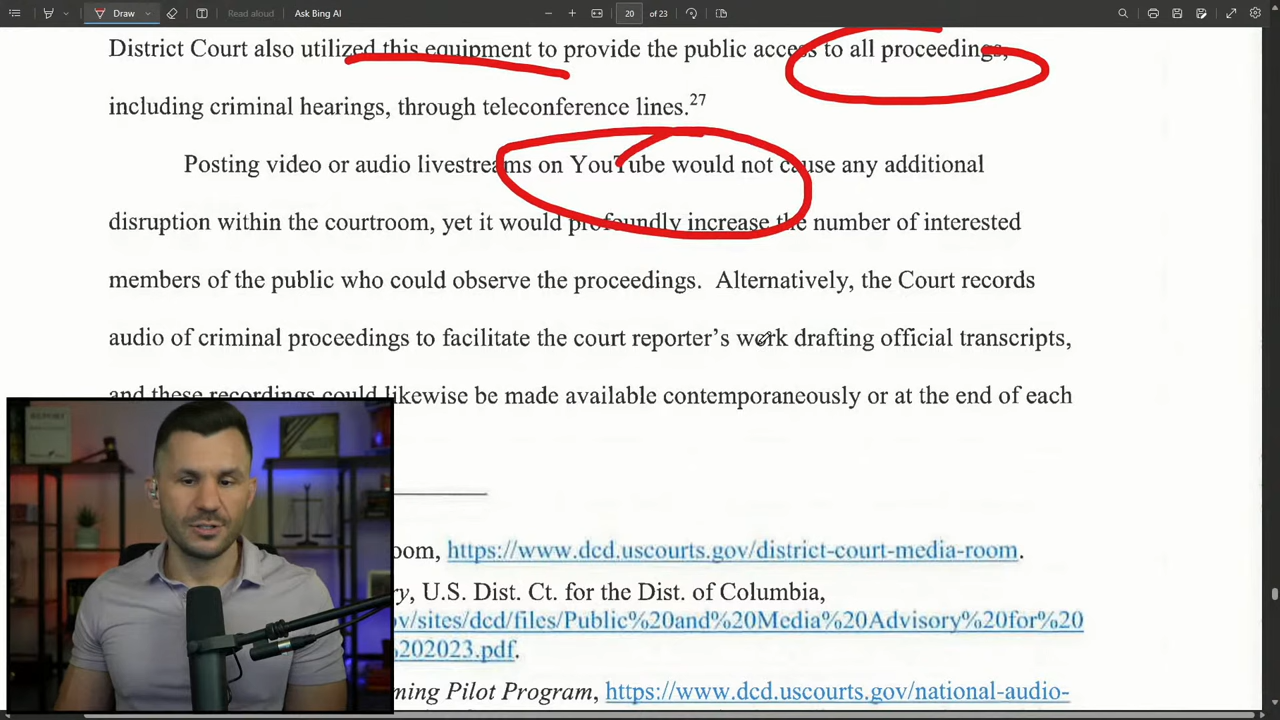 Draw
Read aloud
Ask Bing AI
20 of 23
District Court also utilized this equipment to provide the public access to all proceedings,
including criminal hearings, through teleconference lines.27
Posting video or audio livestreams on YouTube would not cause any additional
disruption within the courtroom, yet it would profoundly increase the number of interested
members of the public who could observe the proceedings. Alternatively, the Court records
audio of criminal proceedings to facilitate the court reporter's work drafting official transcripts,
and these recordings could likewise be made available contemporaneously or at the end of each
oom, https://www.dcd.uscourts.gov/district-court-media-room.
ry, U.S. Dist. Ct. for the Dist. of Columbia,
ov/sites/dcd/files/Public%20and%20Media%20Advisory%20for%20
%202023.pdf.
ming Pilot Program, https://www.dcd.uscourts.gov/national-audio-